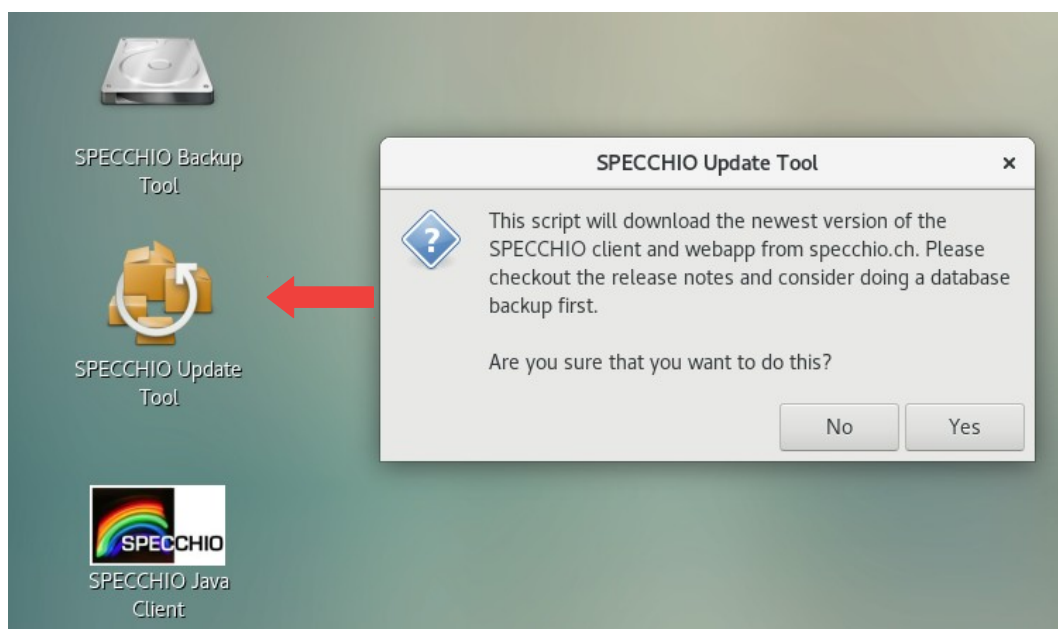 SPECCHIO Backup
Tool
SPECCHIO Update Tool
×
?
This script will download the newest version of the
SPECCHIO client and webapp from specchio.ch. Please
checkout the release notes and consider doing a database
backup first.
Are you sure that you want to do this?
No
Yes
SPECCHIO Update
Tool
SPECCHIO
SPECCHIO Java
Client